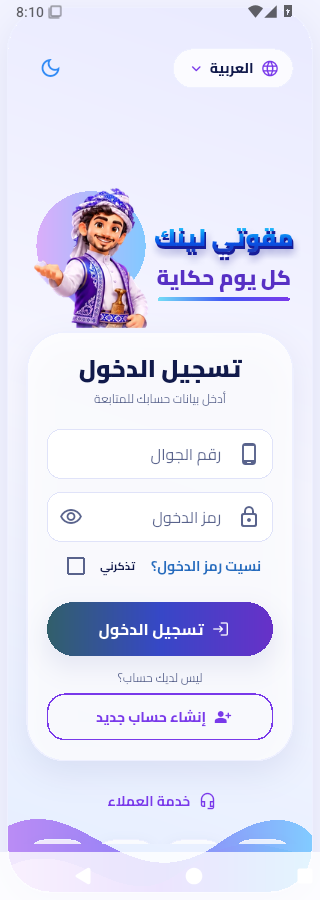 8:10
العربية
مقوتي لينك
كل يوم حكاية
تسجيل الدخول
أدخل بيانات حسابك للمتابعة
رقم الجوال
رمز الدخول
نسيت رمز الدخول؟ تذكرني
تسجيل الدخول
ليس لديك حساب؟
إنشاء حساب جديد
خدمة العملاء